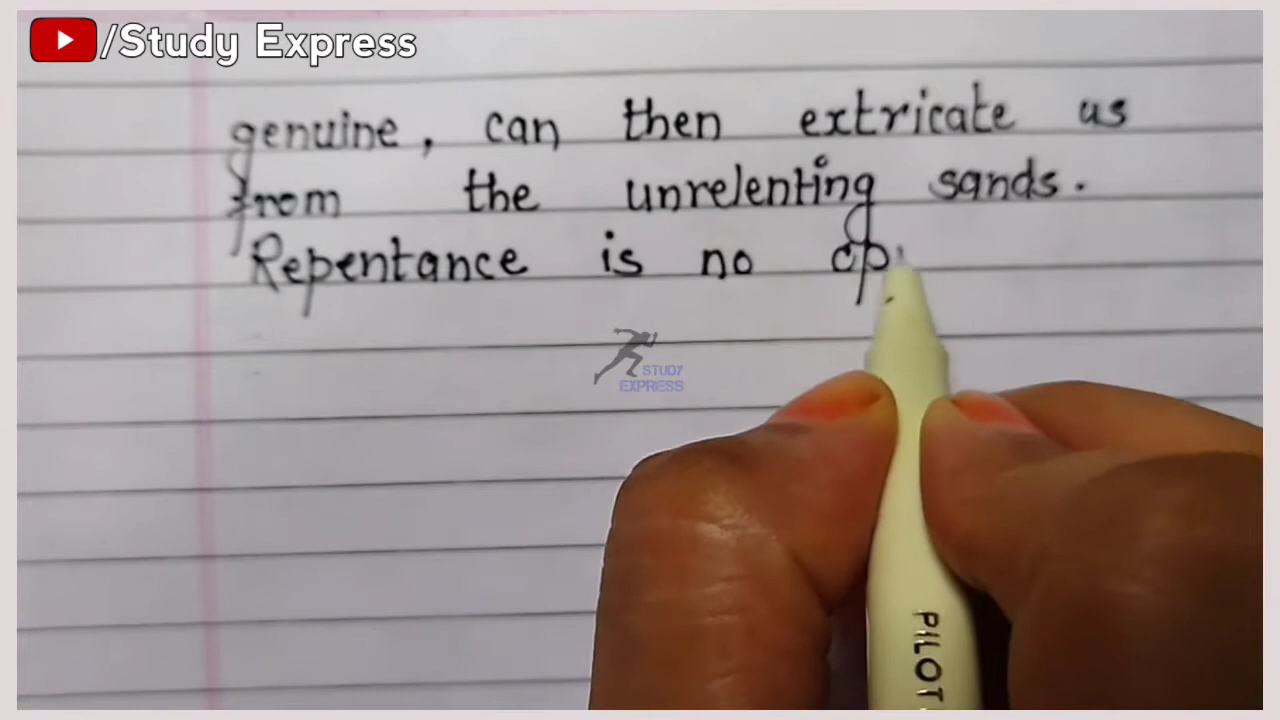 /Study Express
genuine, can then extricate us
from the unrelenting sands.
Repentance is no
STUDY
EXPRESS
PILOT